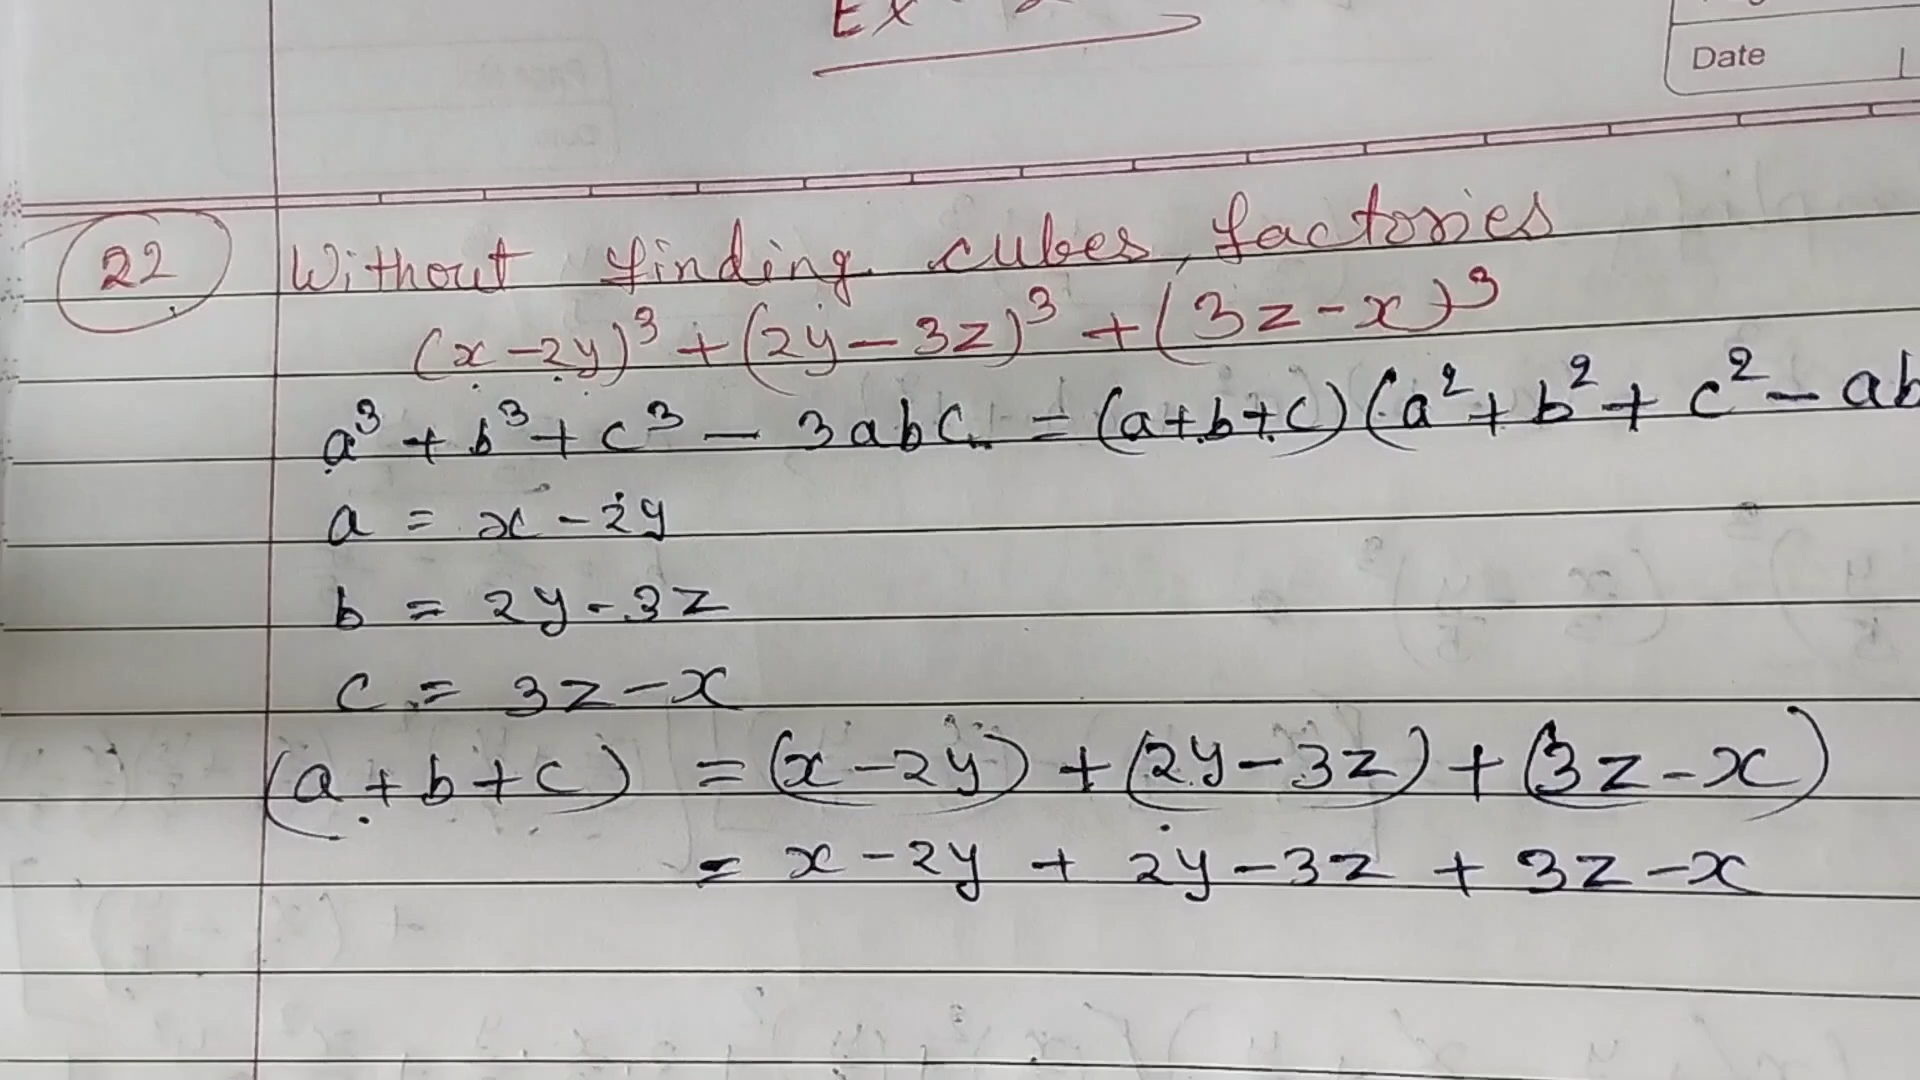 Ex
Date
22 Without finding cubes, factories
(x-2y)³ + (2y-3z)³ + (3z-x)³
a³ + b³ + c³ - 3abc = (a+b+c)(a² + b² + c² - ab
a = x - 2y
b = 2y - 3z
c = 3z - x
(a + b + c) = (x - 2y) + (2y - 3z) + (3z - x)
= x - 2y + 2y - 3z + 3z - x